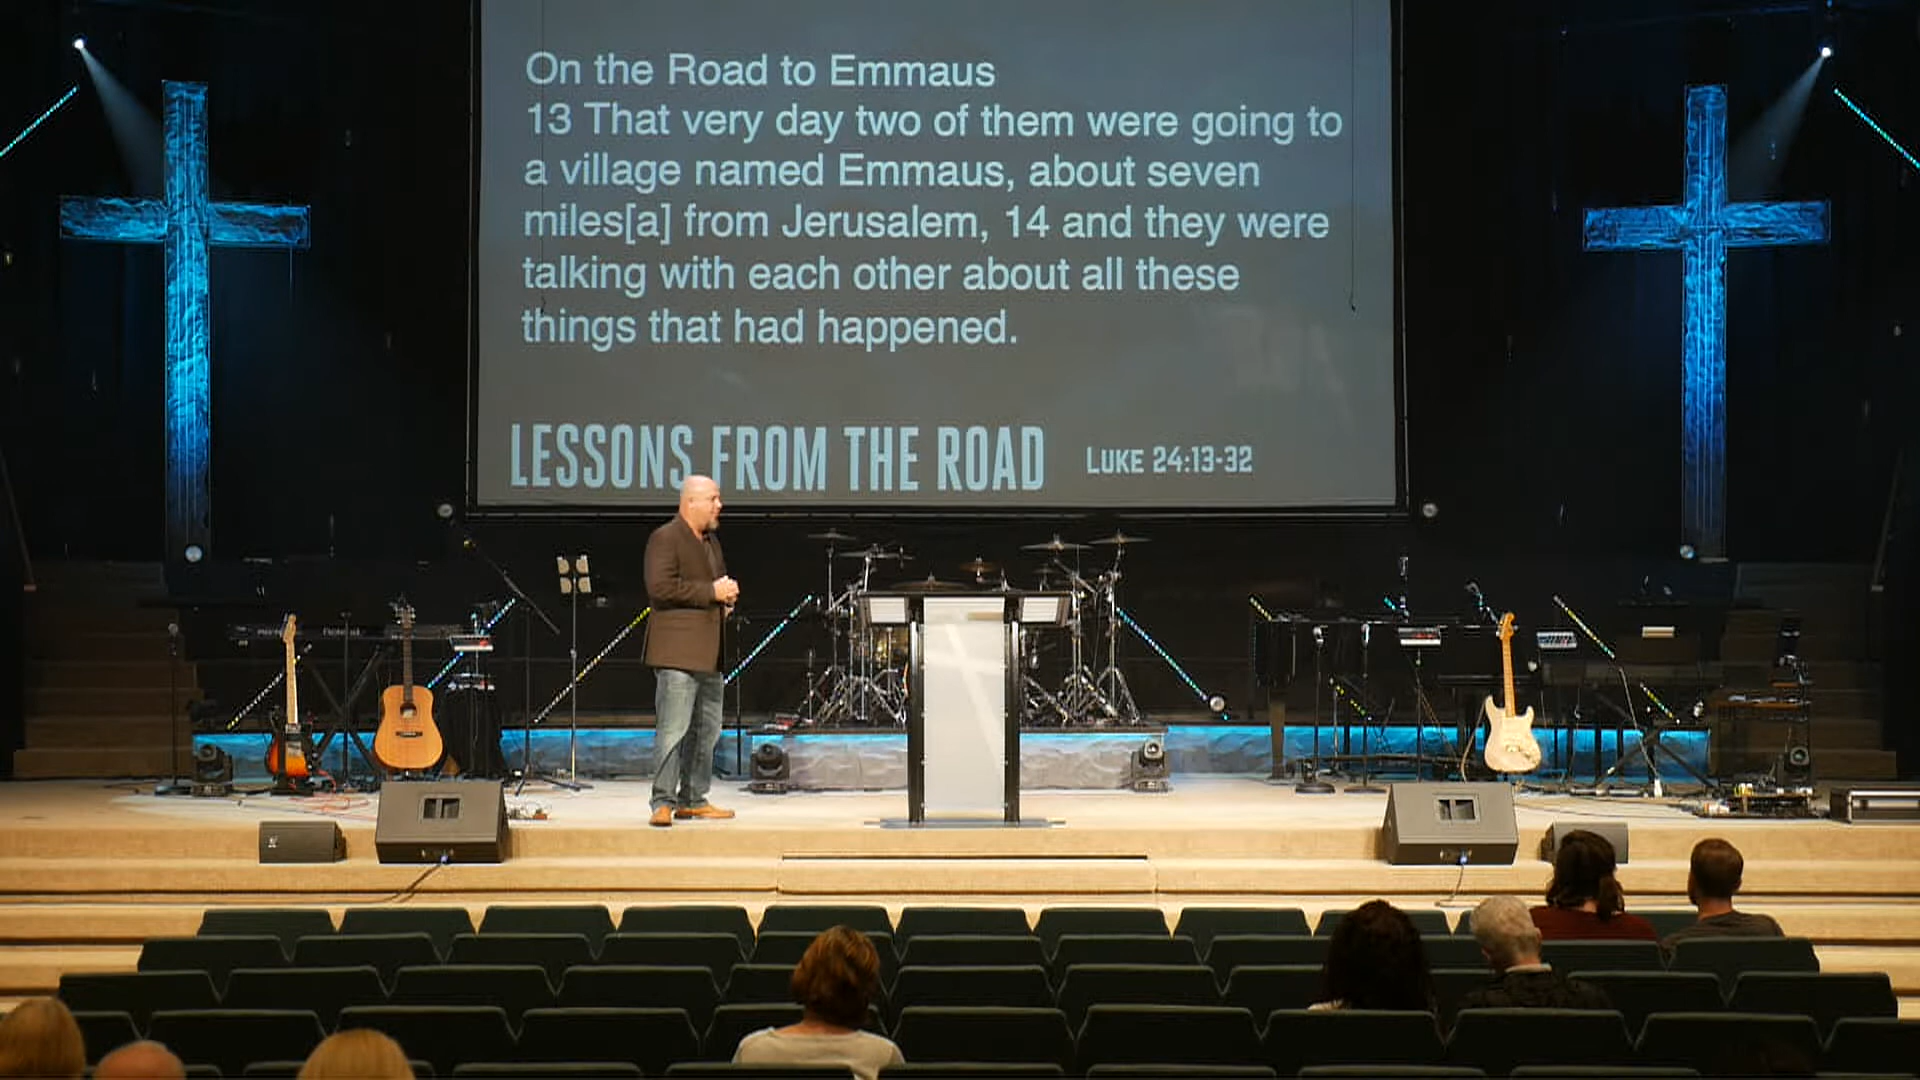 On the Road to Emmaus
13 That very day two of them were going to
a village named Emmaus, about seven
miles[a] from Jerusalem, 14 and they were
talking with each other about all these
things that had happened.
LESSONS FROM THE ROAD LUKE 24:13-32